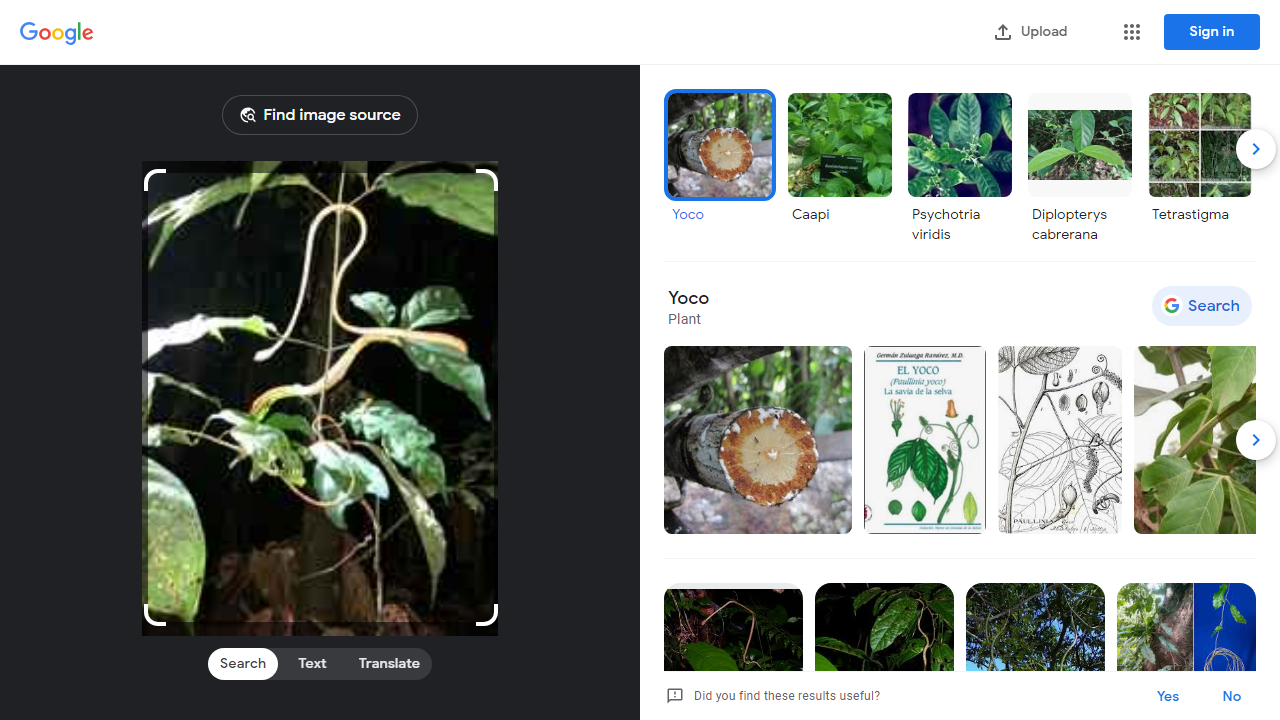 Google
Upload
Sign in
Find image source
Search
Text
Translate
Yoco
Caapi
Psychotria
viridis
Diplopterys
cabrerana
Tetrastigma
Yoco
Plant
Search
Germán Zuluaga Ramírez, M.D.
EL YOCO
(Paullinia yoco)
La savia de la selva
PAULLINIA
Did you find these results useful?
Yes
No